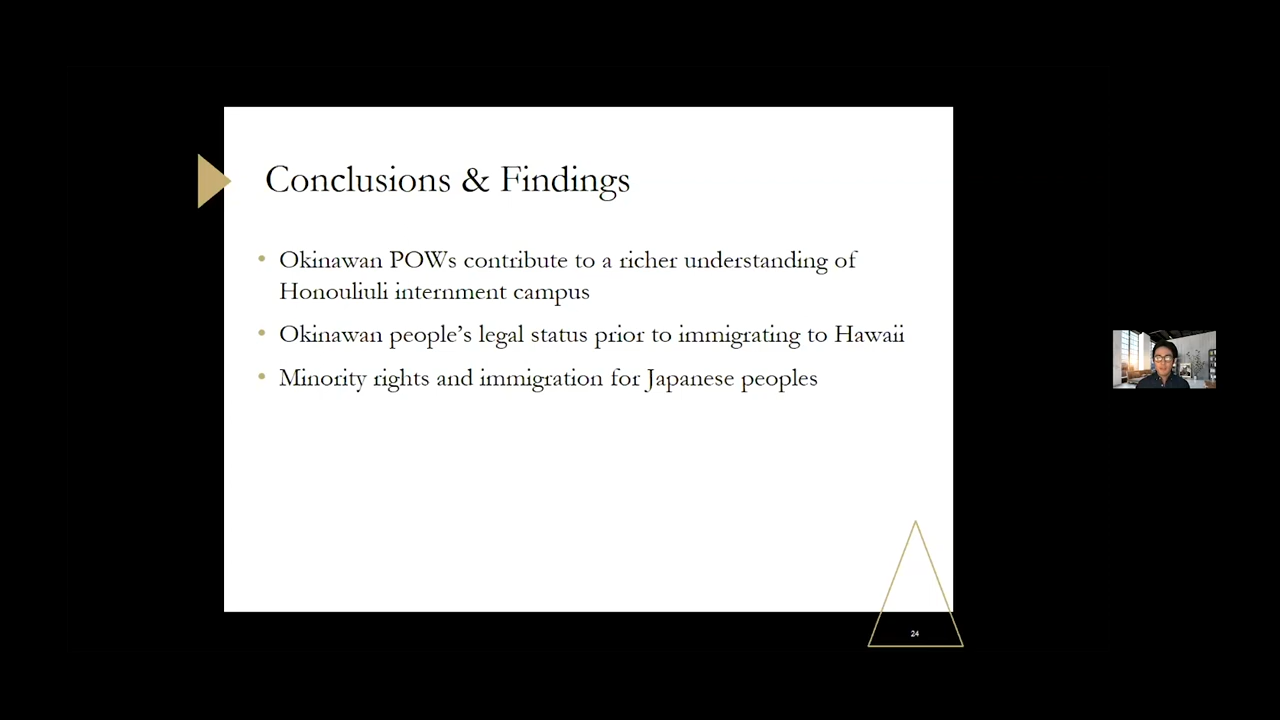 Conclusions & Findings
• Okinawan POWs contribute to a richer understanding of
Honouliuli internment campus
• Okinawan people’s legal status prior to immigrating to Hawaii
• Minority rights and immigration for Japanese peoples
24